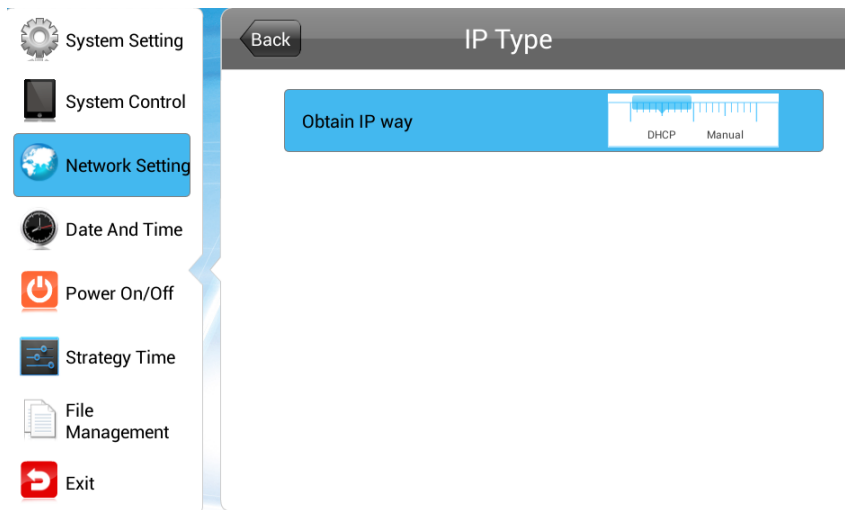 System Setting
System Control
Network Setting
Date And Time
Power On/Off
Strategy Time
File
Management
Exit
Back
IP Type
Obtain IP way
DHCP Manual